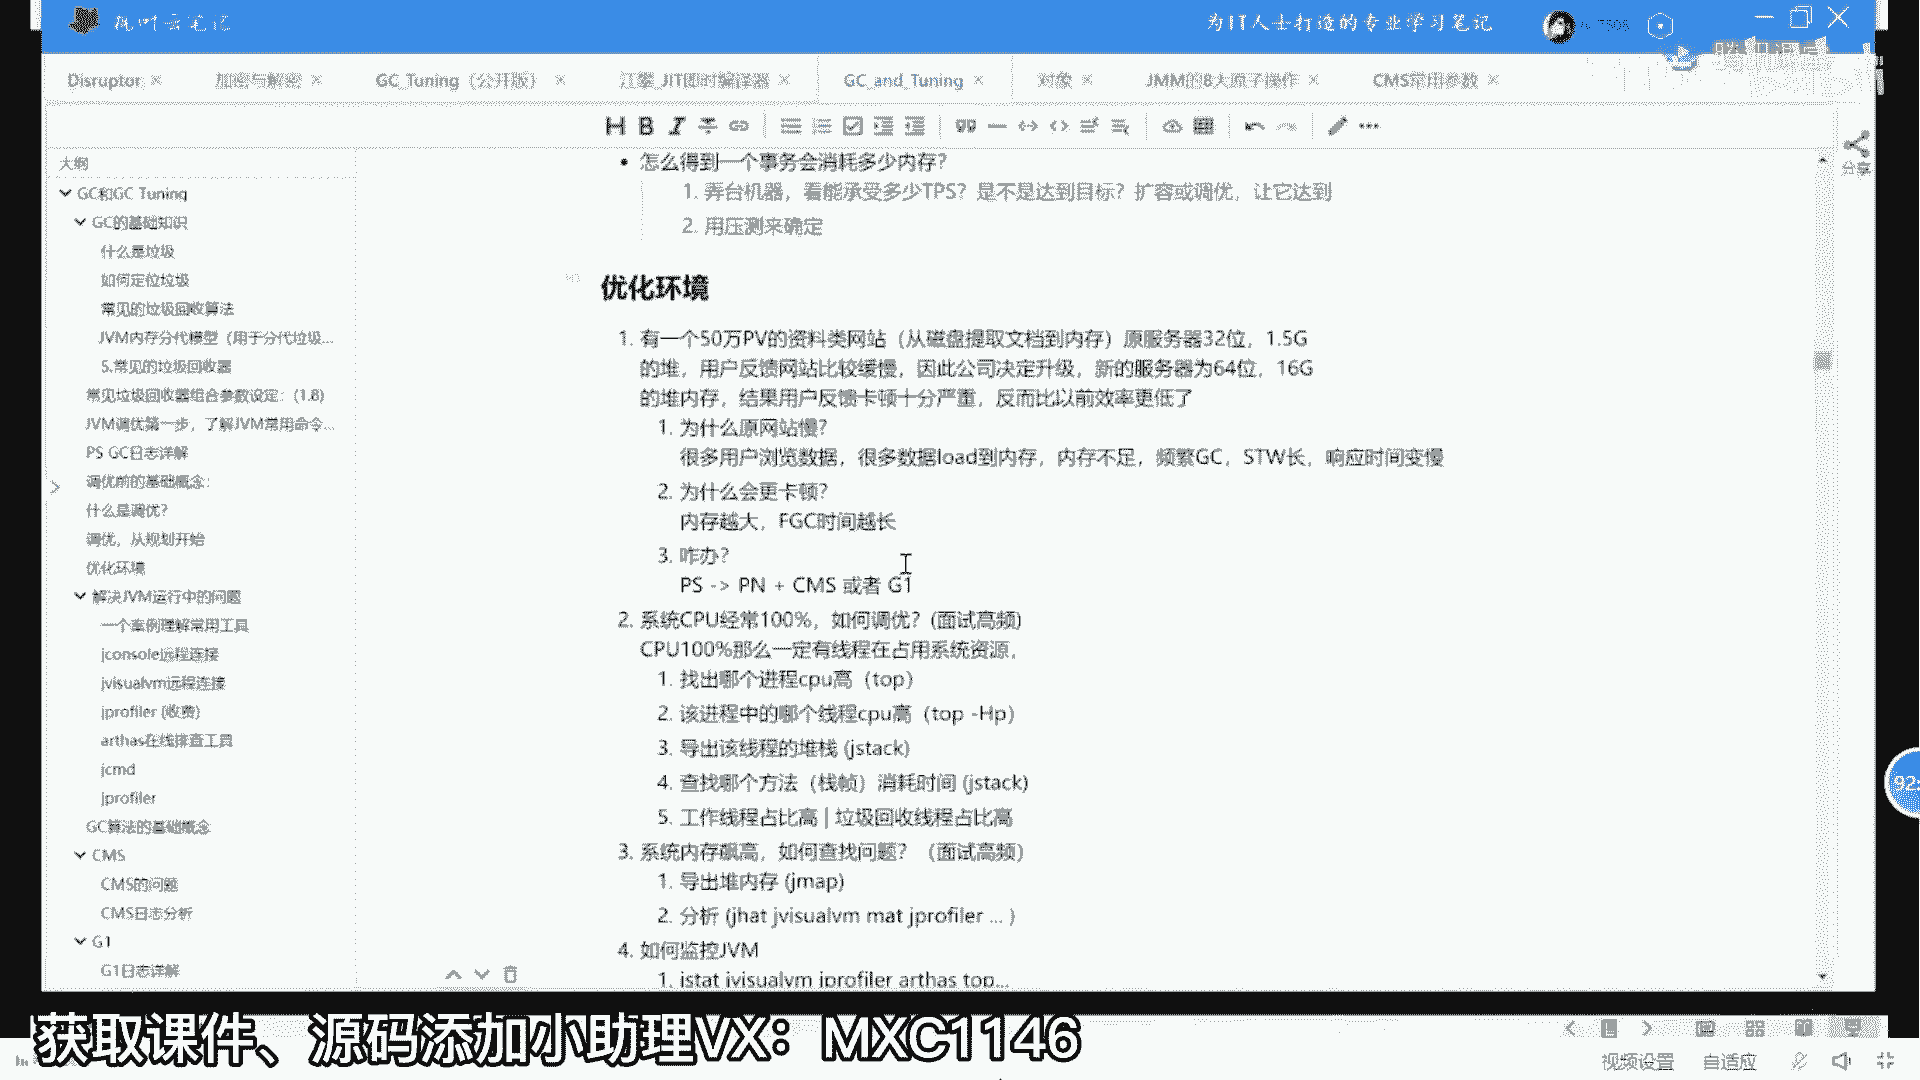 为IT人士打造的专业学习笔记
Disruptor
加密与解密
GC_Tuning（公开版）
JIT即时编译器
GC_and_Tuning
对象
JMM的8大原子操作
CMS常用参数
大纲
分享
GC和GC Tuning
GC的基础知识
什么是垃圾
如何定位垃圾
常见的垃圾回收算法
JVM内存分代模型（用于分代垃圾...
5.常见的垃圾回收器
常见垃圾回收器组合参数设定：(1.8)
JVM调优第一步，了解JVM常用命令...
PS GC日志详解
调优前的基础概念：
什么是调优？
调优，从规划开始
优化环境
解决JVM运行中的问题
一个案例理解常用工具
jconsole远程连接
jvisualvm远程连接
jprofiler (收费)
arthas在线排查工具
jcmd
jprofiler
GC算法的基础概念
CMS
CMS的问题
CMS日志分析
G1
G1日志详解
• 怎么得到一个事务会消耗多少内存？
1. 弄台机器，看能承受多少TPS？是不是达到目标？扩容或调优，让它达到
2. 用压测来确定
优化环境
1. 有一个50万PV的资料类网站（从磁盘提取文档到内存）原服务器32位，1.5G
的堆，用户反馈网站比较缓慢，因此公司决定升级，新的服务器为64位，16G
的堆内存，结果用户反馈卡顿十分严重，反而比以前效率更低了
1. 为什么原网站慢？
很多用户浏览数据，很多数据load到内存，内存不足，频繁GC，STW长，响应时间变慢
2. 为什么会更卡顿？
内存越大，FGC时间越长
3. 咋办？
PS -> PN + CMS 或者 G1
2. 系统CPU经常100%，如何调优？(面试高频)
CPU100%那么一定有线程在占用系统资源，
1. 找出哪个进程cpu高（top）
2. 该进程中的哪个线程cpu高（top -Hp）
3. 导出该线程的堆栈 (jstack)
4. 查找哪个方法（栈帧）消耗时间 (jstack)
5. 工作线程占比高 | 垃圾回收线程占比高
3. 系统内存飙高，如何查找问题？（面试高频）
1. 导出堆内存 (jmap)
2. 分析 (jhat jvisualvm mat jprofiler ... )
4. 如何监控JVM
1. jstat jvisualvm jprofiler arthas top...
获取课件、源码添加小助理VX：MXC1146
视频设置
自适应